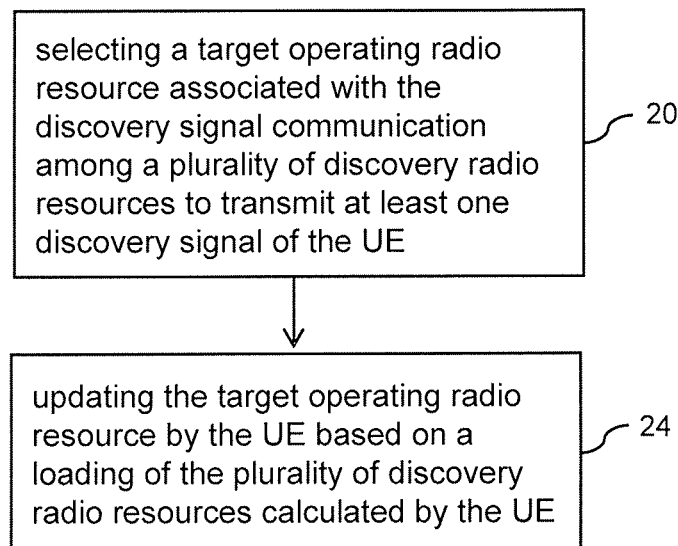 selecting a target operating radio
resource associated with the
discovery signal communication
among a plurality of discovery radio
resources to transmit at least one
discovery signal of the UE
20
updating the target operating radio
resource by the UE based on a
loading of the plurality of discovery
radio resources calculated by the UE
24